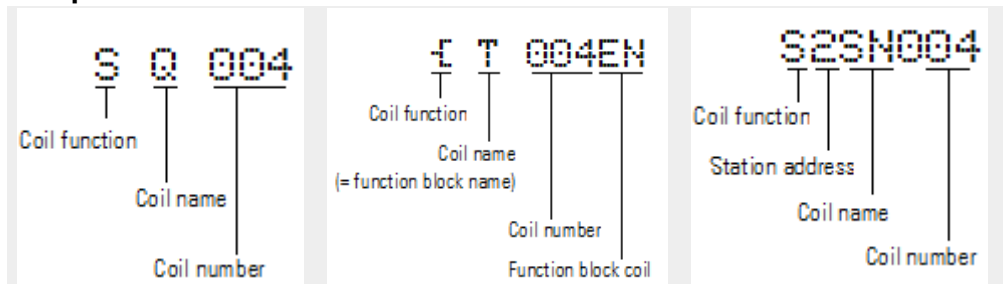 S Q 004
Coil function
Coil name
Coil number
T 004EN
Coil function
Coil name
(= function block name)
Coil number
Function block coil
S2SN004
Coil function
Station address
Coil name
Coil number